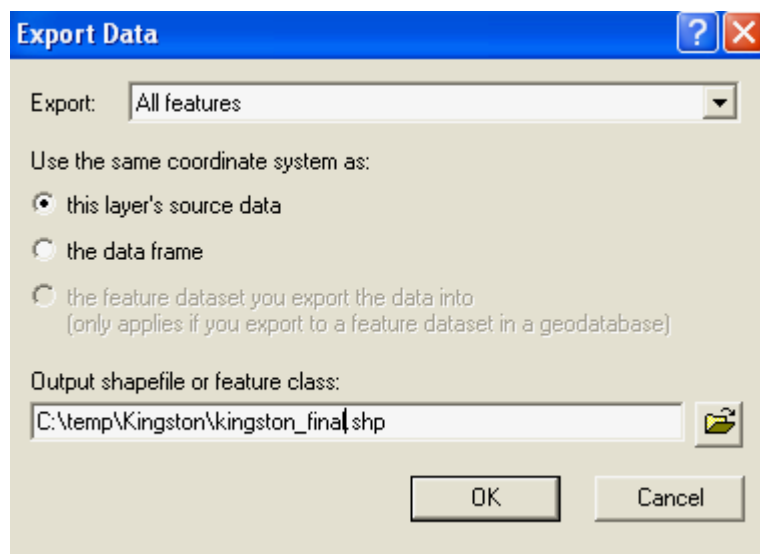 Export Data
Export: All features
Use the same coordinate system as:
this layer's source data
the data frame
the feature dataset you export the data into
(only applies if you export to a feature dataset in a geodatabase)
Output shapefile or feature class:
C:\temp\Kingston\kingston_final.shp
OK Cancel